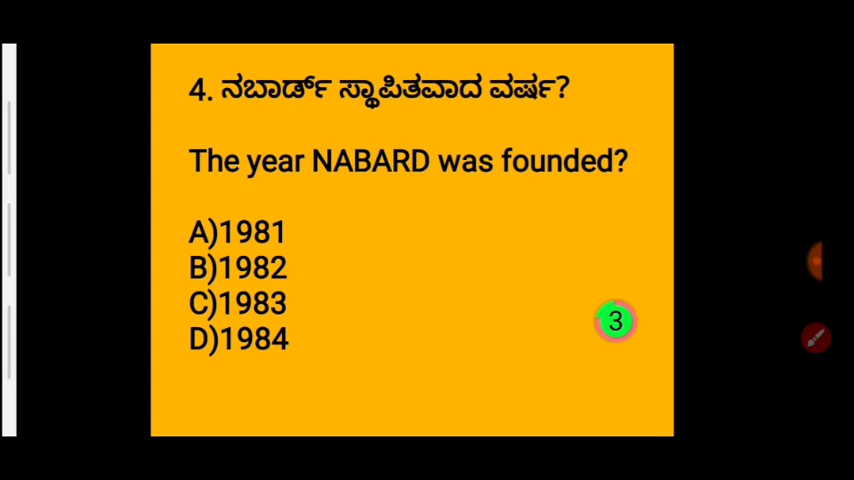 4. ನಬಾರ್ಡ್ ಸ್ಥಾಪಿತವಾದ ವರ್ಷ?
The year NABARD was founded?
A)1981
B)1982
C)1983
D)1984
3